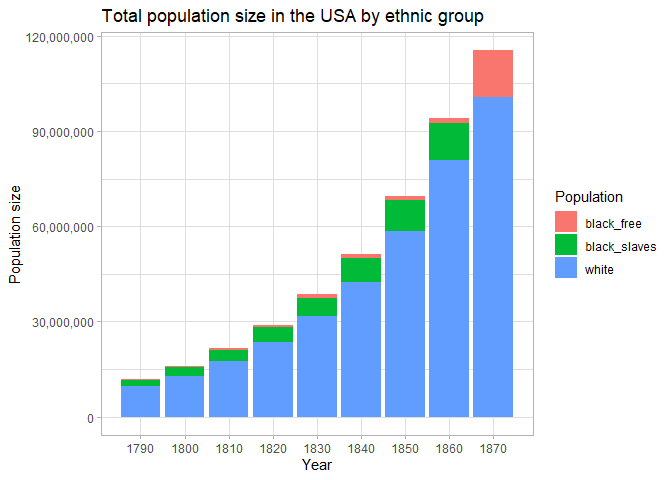 Total population size in the USA by ethnic group
120,000,000
90,000,000
60,000,000
30,000,000
0
Population size
1790 1800 1810 1820 1830 1840 1850 1860 1870
Year
Population
black_free
black_slaves
white